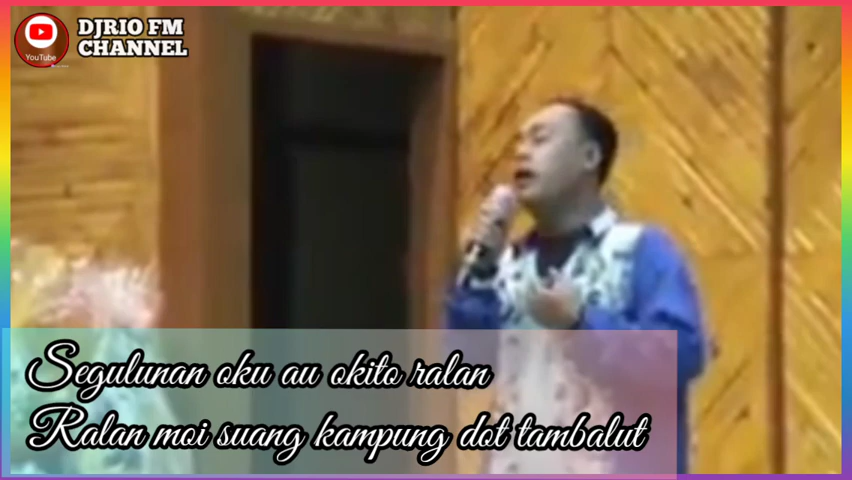 DJRIO FM
CHANNEL
YouTube
Segulunan oku au okito ralan
Ralan moi suang kampung dot tambalut